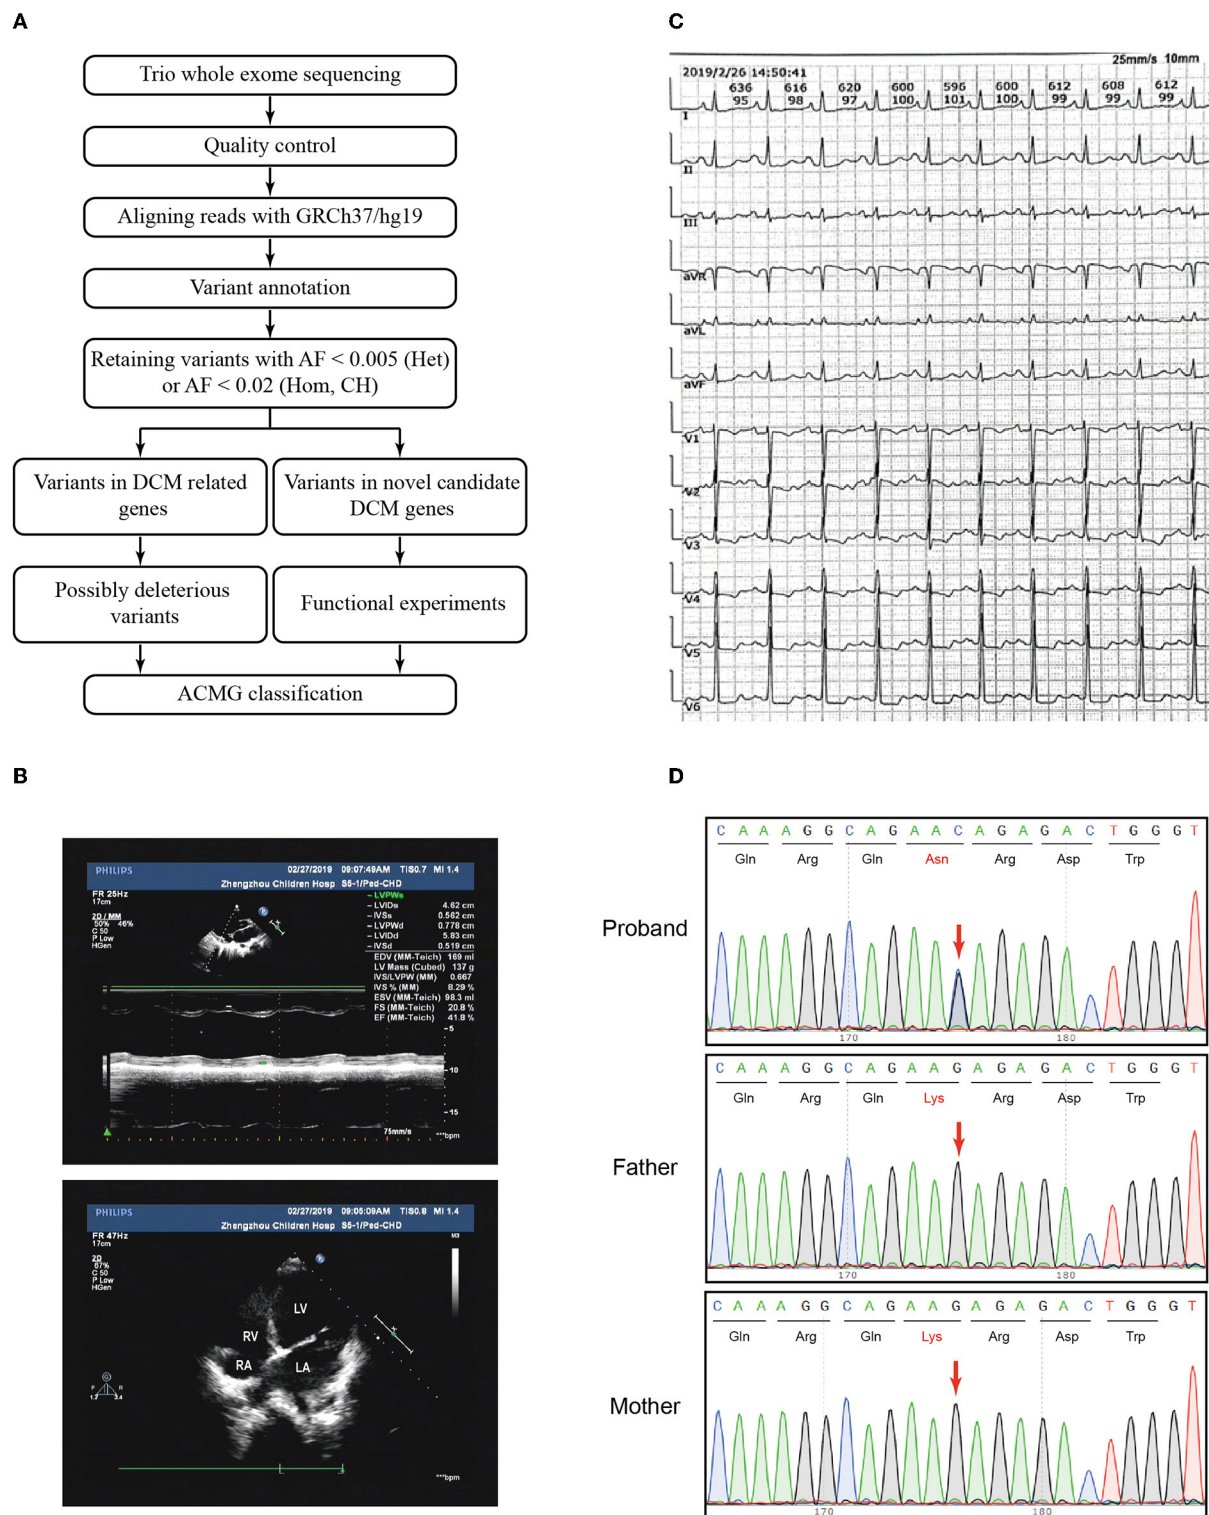 A
Trio whole exome sequencing
Quality control
Aligning reads with GRCh37/hg19
Variant annotation
Retaining variants with AF < 0.005 (Het)
or AF < 0.02 (Hom, CH)
Variants in DCM related
genes
Variants in novel candidate
DCM genes
Possibly deleterious
variants
Functional experiments
ACMG classification
B
PHILIPS
02/27/2019 09:07:49AM TIS0.7 MI 1.4
Zhengzhou Children Hosp S5-1/Ped-CHD
FR 25Hz
17cm
2D / MM
50% 46%
C 50
P Low
HGen
LVPWs
LVIDs 4.62 cm
IVSs 0.562 cm
LVPWd 0.778 cm
LVIDd 5.83 cm
IVSd 0.519 cm
EDV (MM-Teich) 169 ml
LV Mass (Cubed) 137 g
IVS/LVPW (MM) 0.667
IVS % (MM) 8.29 %
ESV (MM-Teich) 98.3 ml
FS (MM-Teich) 20.8 %
EF (MM-Teich) 41.8 %
-5
-10
-15
75mm/s
***bpm
PHILIPS
02/27/2019 09:05:09AM TIS0.8 MI 1.4
Zhengzhou Children Hosp S5-1/Ped-CHD
FR 47Hz
17cm
2D
67%
C 50
P Low
HGen
M3
LV
RV
RA
LA
G
P R
1.7 3.4
***bpm
C
25mm/s 10mm
2019/2/26 14:50:41
636 616 620 600 596 600 612 608 612
95 98 97 100 101 100 99 99 99
I
II
III
aVR
aVL
aVF
V1
V2
V3
V4
V5
V6
D
Proband
C A A A G G C A G A A C A G A G A C T G G G T
Gln Arg Gln Asn Arg Asp Trp
170 180
Father
C A A A G G C A G A A G A G A G A C T G G G T
Gln Arg Gln Lys Arg Asp Trp
170 180
Mother
C A A A G G C A G A A G A G A G A C T G G G T
Gln Arg Gln Lys Arg Asp Trp
170 180